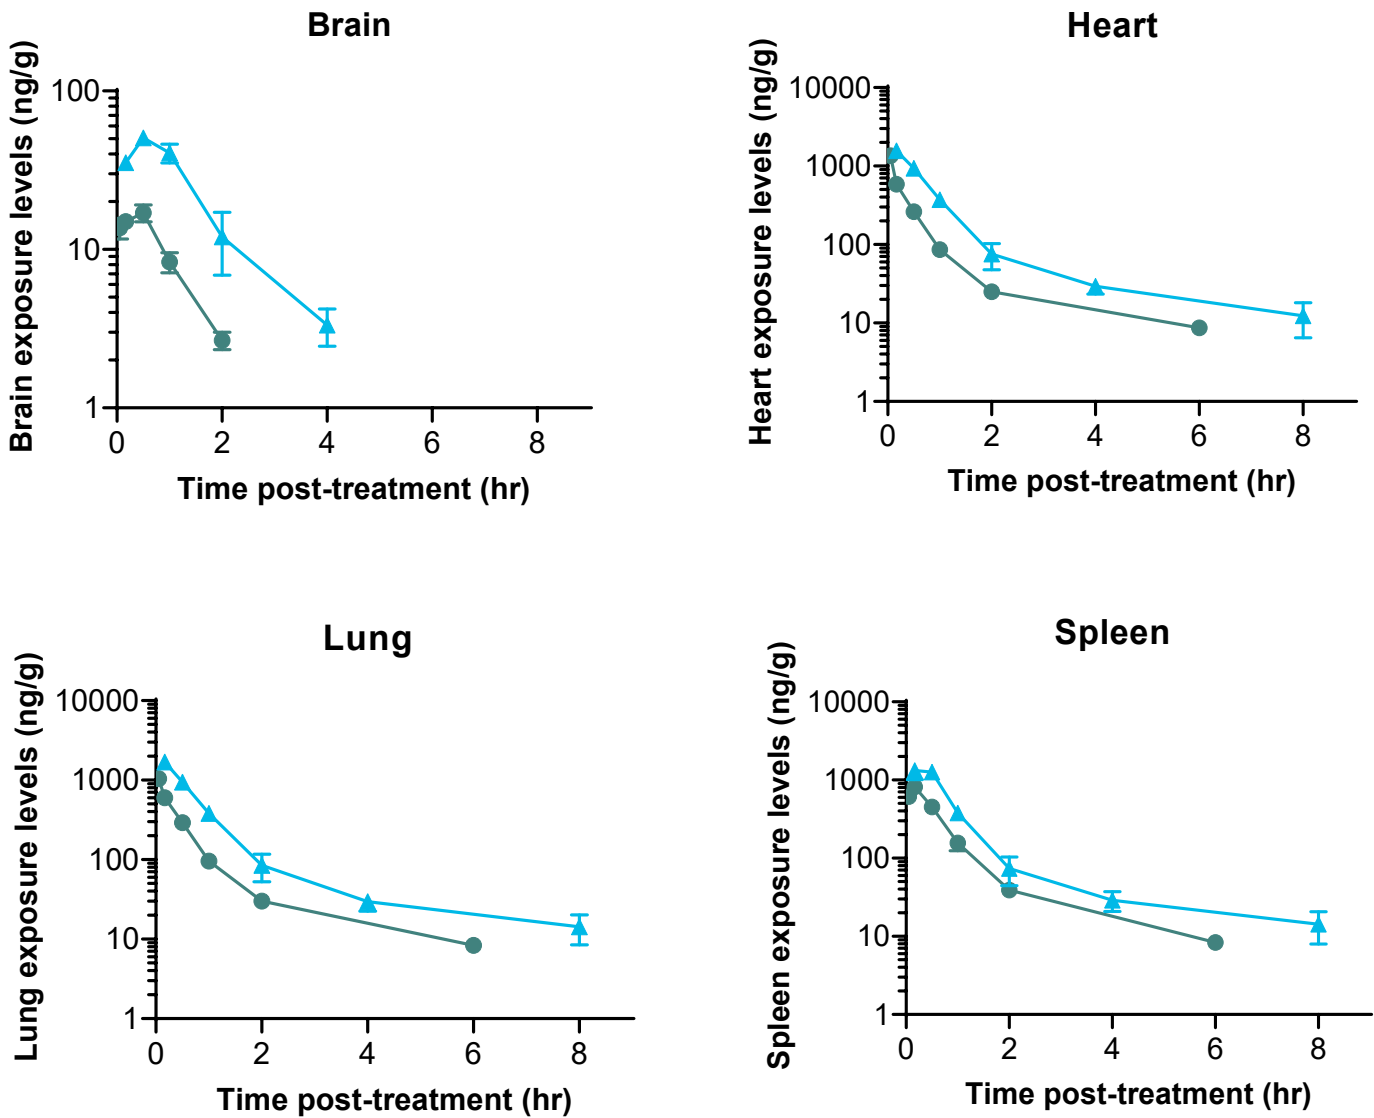 Brain
Brain exposure levels (ng/g)
100
10
1
0 2 4 6 8
Time post-treatment (hr)
Heart
Heart exposure levels (ng/g)
10000
1000
100
10
1
0 2 4 6 8
Time post-treatment (hr)
Lung
Lung exposure levels (ng/g)
10000
1000
100
10
1
0 2 4 6 8
Time post-treatment (hr)
Spleen
Spleen exposure levels (ng/g)
10000
1000
100
10
1
0 2 4 6 8
Time post-treatment (hr)